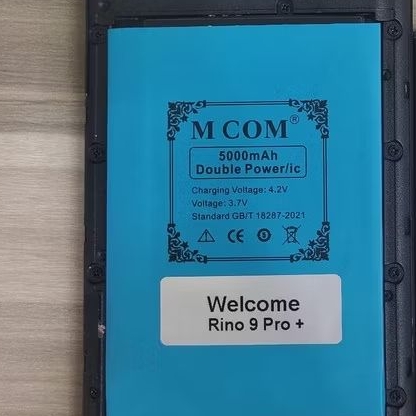 M COM®
5000mAh
Double Power/ic
Charging Voltage: 4.2V
Voltage: 3.7V
Standard GB/T 18287-2021
CE
Welcome
Rino 9 Pro +